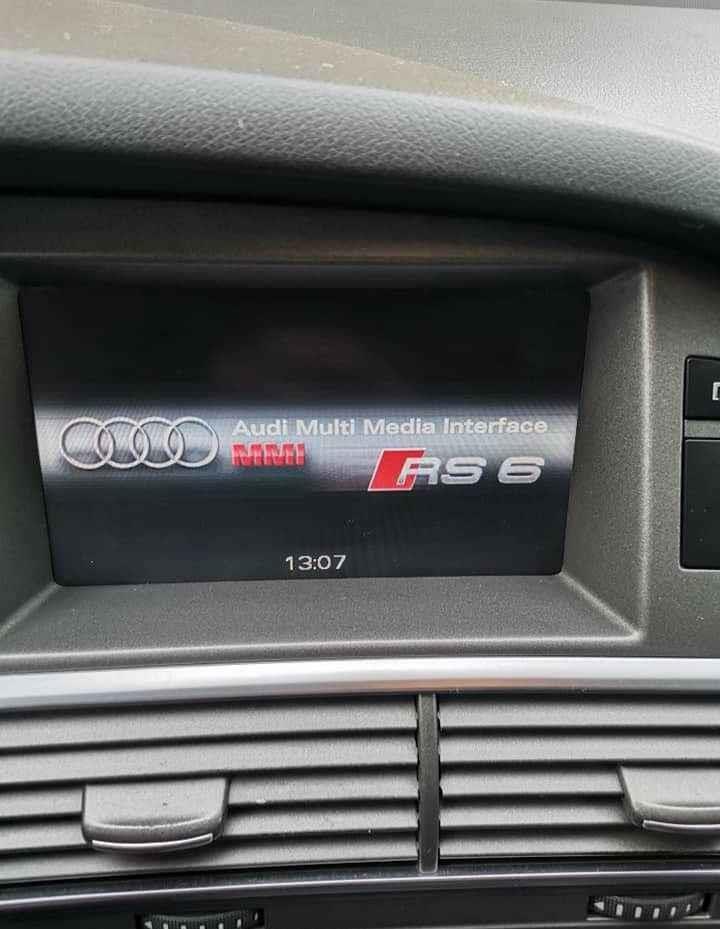 Audi Multi Media Interface
MMI
RS 6
13:07